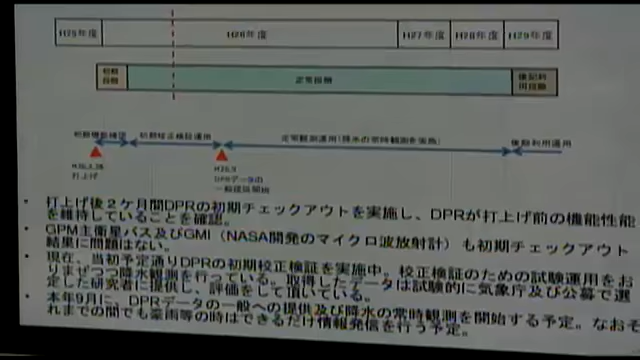 H25年度 H26年度 H27年度 H28年度 H29年度
初期段階 定常段階 後期利用段階
初期機能確認 初期校正検証運用 定常観測運用(降水の常時観測を実施) 後期利用運用
打上げ
H26.9
DPRデータの
一般提供開始
・ 打上げ後2ケ月間DPRの初期チェックアウトを実施し、DPRが打上げ前の機能性能
を維持していることを確認。
・ GPM主衛星バス及びGMI(NASA開発のマイクロ波放射計)も初期チェックアウト
結果に問題はない。
・ 現在、当初予定通りDPRの初期校正検証を実施中。校正検証のための試験運用をお
りまぜつつ降水観測を行っている。取得したデータは試験的に気象庁及び公募で選
定した研究者に提供し、評価をして頂いている。
・ 本年9月に、DPRデータの一般への提供及び降水の常時観測を開始する予定。なおそ
れまでの間でも豪雨等の時はできるだけ情報発信を行う予定。